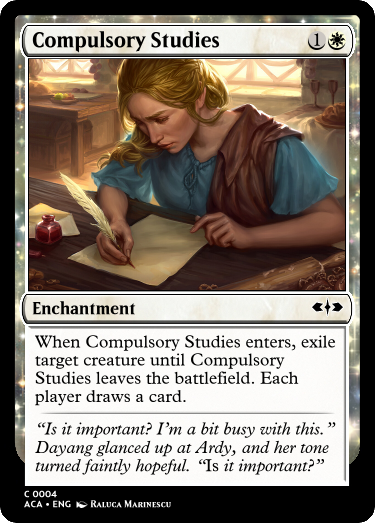 Compulsory Studies 1
Enchantment
When Compulsory Studies enters, exile
target creature until Compulsory
Studies leaves the battlefield. Each
player draws a card.
“Is it important? I'm a bit busy with this.”
Dayang glanced up at Ardy, and her tone
turned faintly hopeful. “Is it important?”
C 0004
ACA • ENG Raluca Marinescu